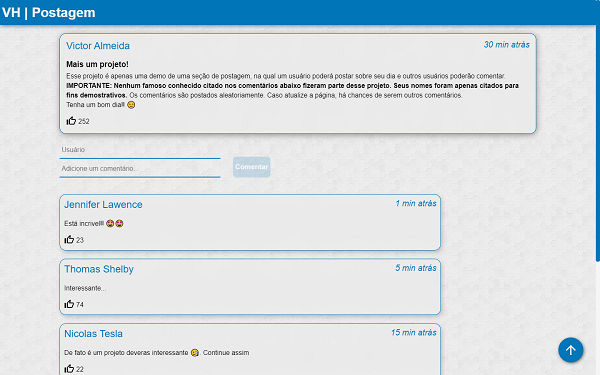 VH | Postagem
Victor Almeida
30 min atrás
Mais um projeto!
Esse projeto é apenas uma demo de uma seção de postagem, na qual um usuário poderá postar sobre seu dia e outros usuários poderão comentar.
IMPORTANTE: Nenhum famoso conhecido citado nos comentários abaixo fizeram parte desse projeto. Seus nomes foram apenas citados para
fins demostrativos. Os comentários são postados aleatoriamente. Caso atualize a página, há chances de serem outros comentários.
Tenha um bom dia!! 😊
252
Usuário
Adicione um comentário...
Comentar
Jennifer Lawence
1 min atrás
Está incrivel!! 🤩🤩
23
Thomas Shelby
5 min atrás
Interessante...
74
Nicolas Tesla
15 min atrás
De fato é um projeto deveras interessante 🧐. Continue assim
22